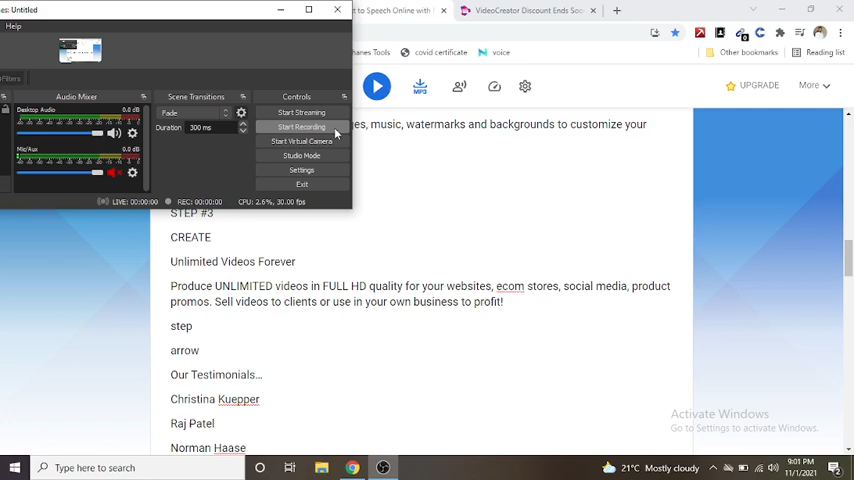 es: Untitled
t to Speech Online with
VideoCreator Discount Ends Soo
Help
hanes Tools
covid certificate
voice
Other bookmarks
Reading list
Filters
MP3
UPGRADE
More
Audio Mixer
Scene Transitions
Controls
Desktop Audio
0.0 dB
Fade
Duration
300 ms
Mic/Aux
0.0 dB
Start Streaming
Start Recording
Start Virtual Camera
Studio Mode
Settings
Exit
LIVE: 00:00:00
REC: 00:00:00
CPU: 2.6%, 30.00 fps
ges, music, watermarks and backgrounds to customize your
STEP #3
CREATE
Unlimited Videos Forever
Produce UNLIMITED videos in FULL HD quality for your websites, ecom stores, social media, product
promos. Sell videos to clients or use in your own business to profit!
step
arrow
Our Testimonials…
Christina Kuepper
Raj Patel
Norman Haase
Activate Windows
Go to Settings to activate Windows.
Type here to search
21°C Mostly cloudy
9:01 PM
11/1/2021
2